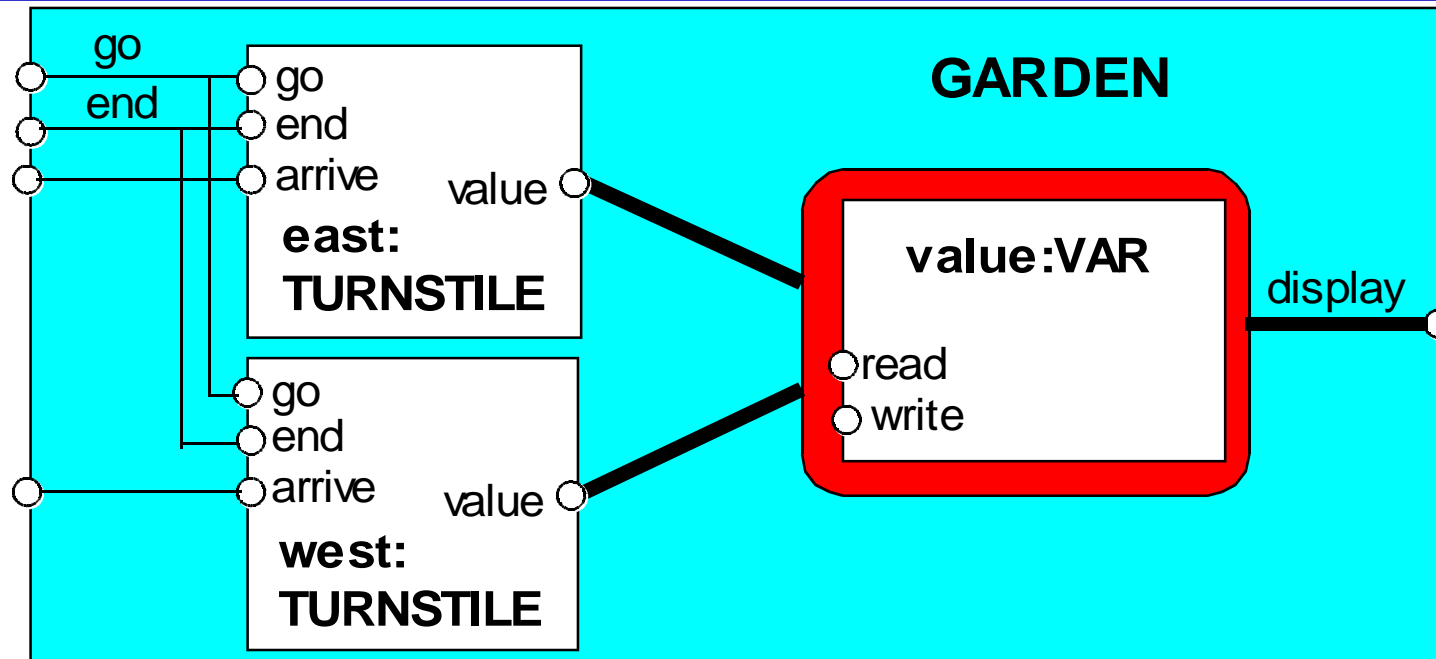 go
end
GARDEN
go
end
arrive
value
east:
TURNSTILE
value:VAR
read
write
display
go
end
arrive
value
west:
TURNSTILE